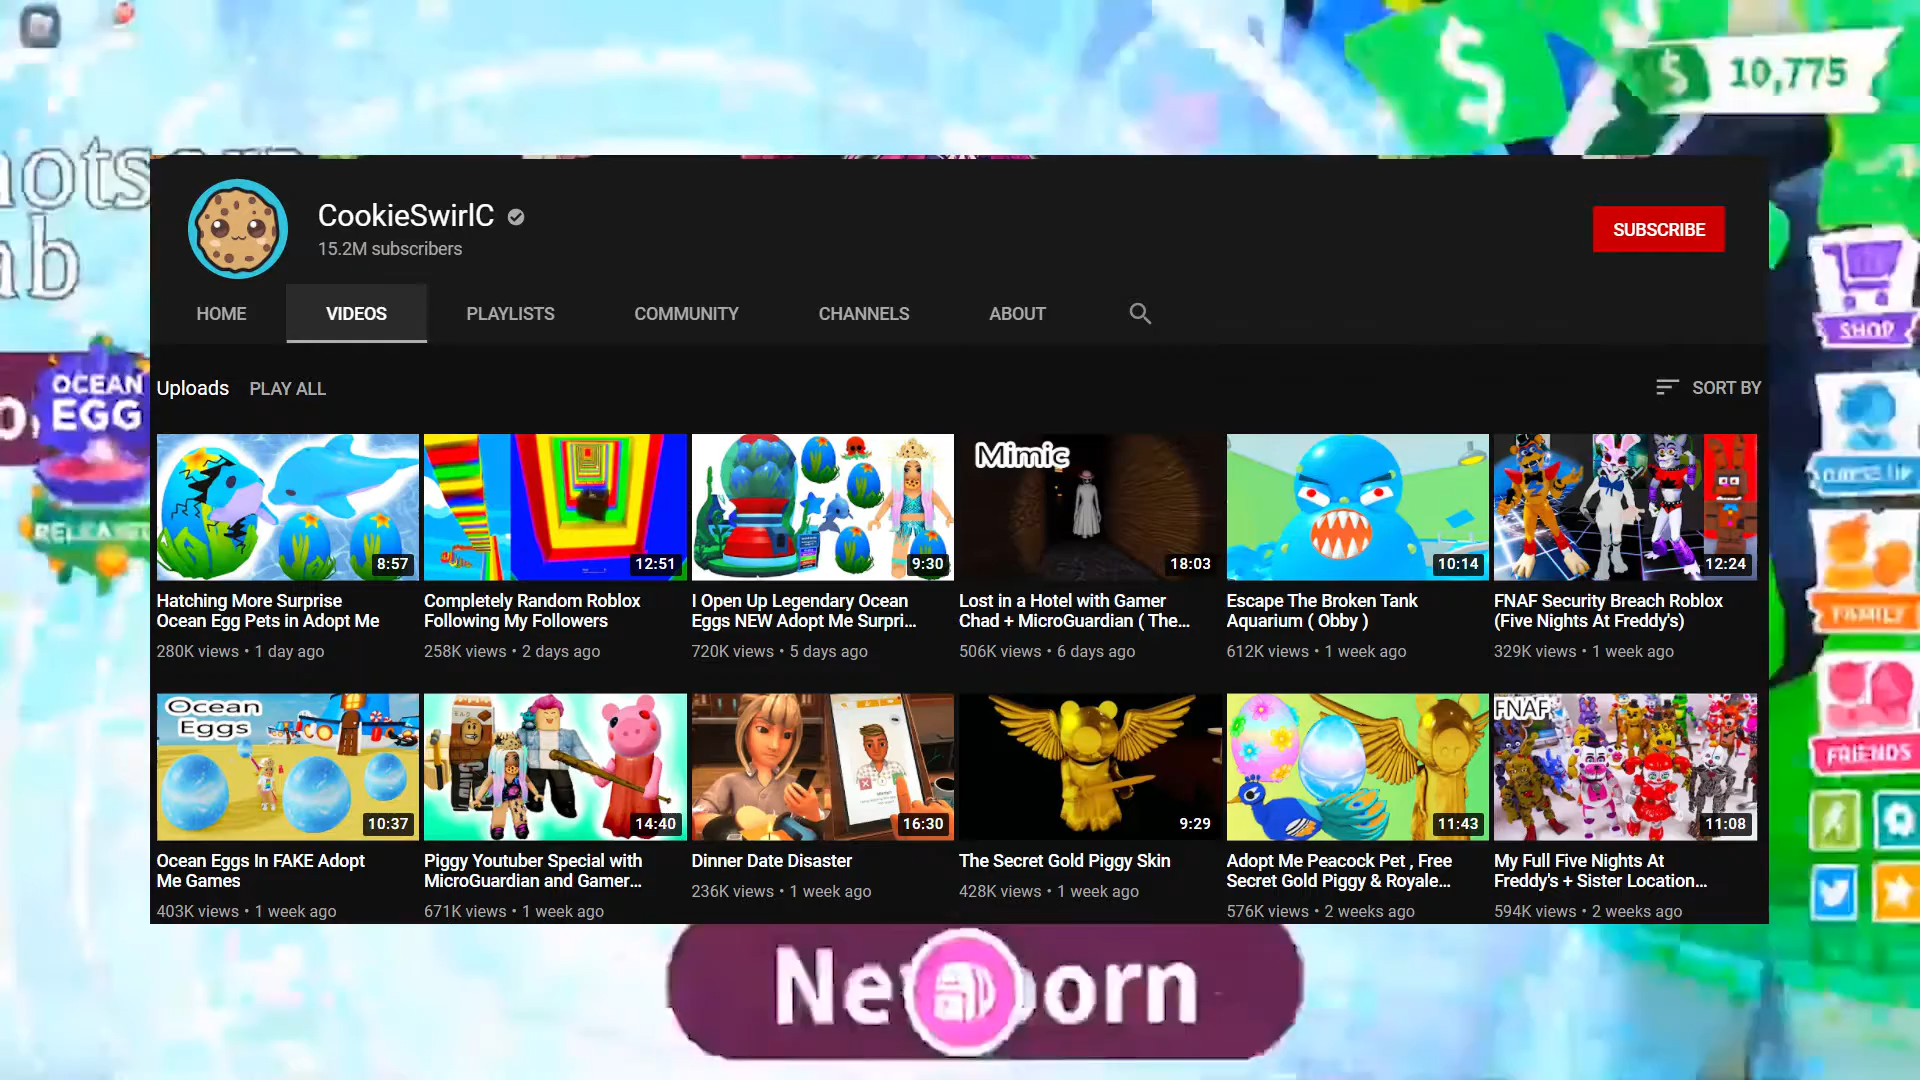 10,775
CookieSwirlC
15.2M subscribers
SUBSCRIBE
HOME VIDEOS PLAYLISTS COMMUNITY CHANNELS ABOUT
SHOP
Uploads PLAY ALL
SORT BY
OCEAN
EGG
RELEASED
Mimic
8:57 12:51 9:30 18:03 10:14 12:24
Hatching More Surprise
Ocean Egg Pets in Adopt Me
280K views • 1 day ago
Completely Random Roblox
Following My Followers
258K views • 2 days ago
I Open Up Legendary Ocean
Eggs NEW Adopt Me Surpri...
720K views • 5 days ago
Lost in a Hotel with Gamer
Chad + MicroGuardian ( The...
506K views • 6 days ago
Escape The Broken Tank
Aquarium ( Obby )
612K views • 1 week ago
FNAF Security Breach Roblox
(Five Nights At Freddy's)
329K views • 1 week ago
FAMILY
Ocean
Eggs
FNAF
FRIENDS
10:37 14:40 16:30 9:29 11:43 11:08
Ocean Eggs In FAKE Adopt
Me Games
403K views • 1 week ago
Piggy Youtuber Special with
MicroGuardian and Gamer...
671K views • 1 week ago
Dinner Date Disaster
236K views • 1 week ago
The Secret Gold Piggy Skin
428K views • 1 week ago
Adopt Me Peacock Pet , Free
Secret Gold Piggy & Royale...
576K views • 2 weeks ago
My Full Five Nights At
Freddy's + Sister Location...
594K views • 2 weeks ago